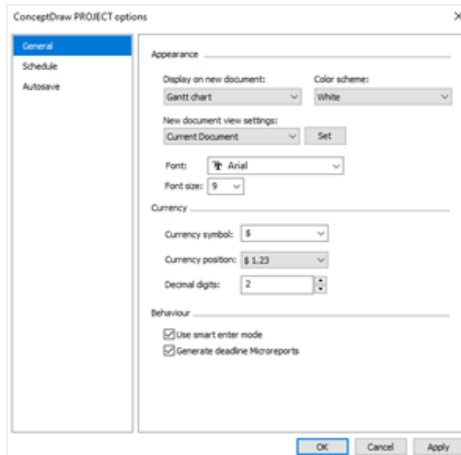 ConceptDraw PROJECT options
General
Schedule
Autosave
Appearance
Display on new document: Color scheme:
Gantt chart White
New document view settings:
Current Document Set
Font: Arial
Font size: 9
Currency
Currency symbol: $
Currency position: $ 1.23
Decimal digits: 2
Behaviour
Use smart enter mode
Generate deadline Microreports
OK Cancel Apply